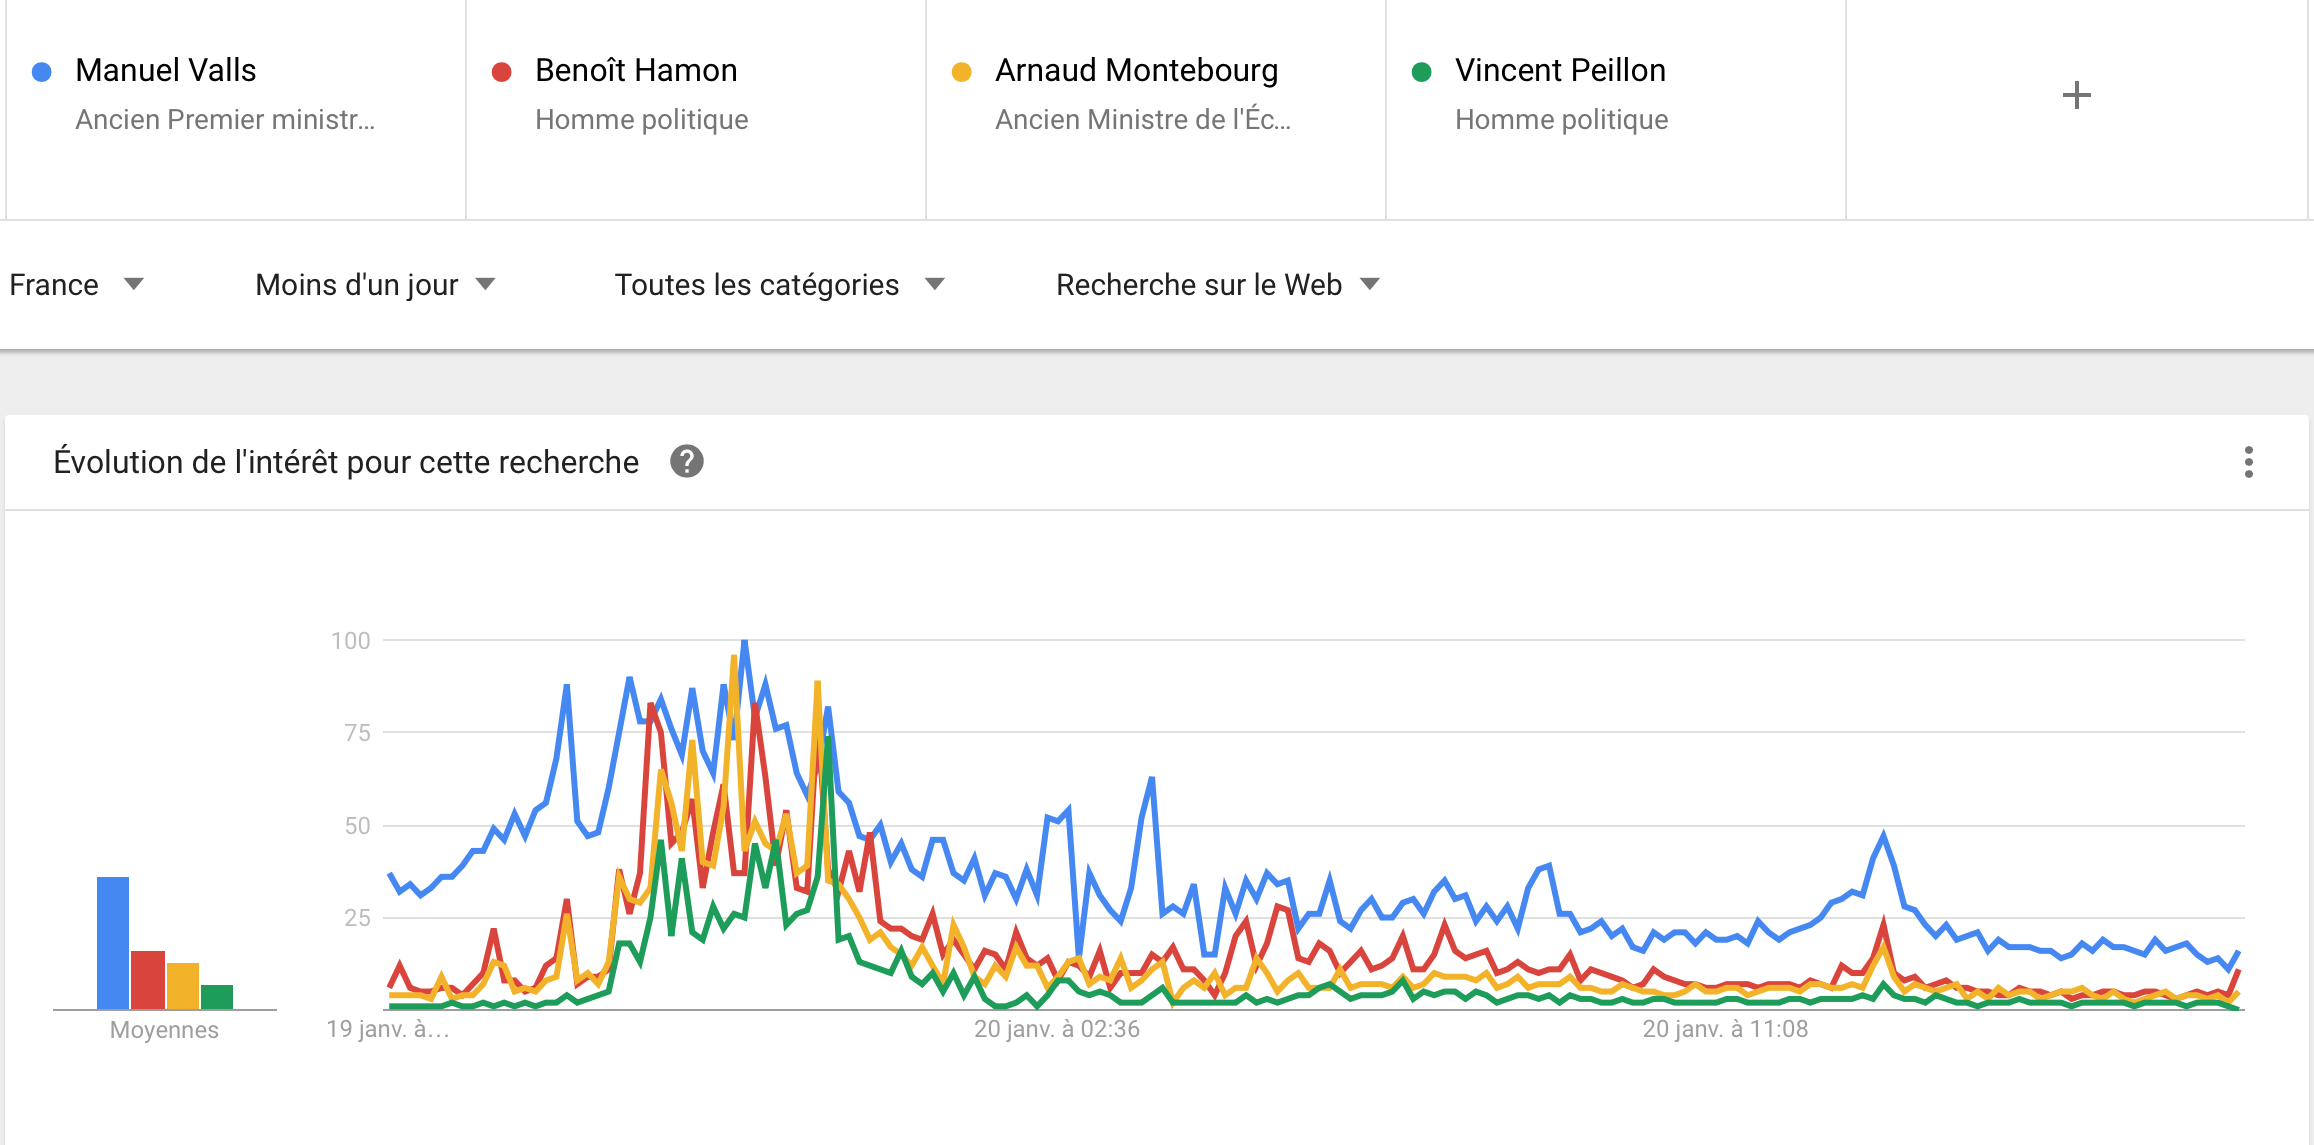 Manuel Valls
Ancien Premier ministr...
Benoît Hamon
Homme politique
Arnaud Montebourg
Ancien Ministre de l'Éc...
Vincent Peillon
Homme politique
+
France
Moins d'un jour
Toutes les catégories
Recherche sur le Web
Évolution de l'intérêt pour cette recherche ?
100
75
50
25
Moyennes
19 janv. à...
20 janv. à 02:36
20 janv. à 11:08